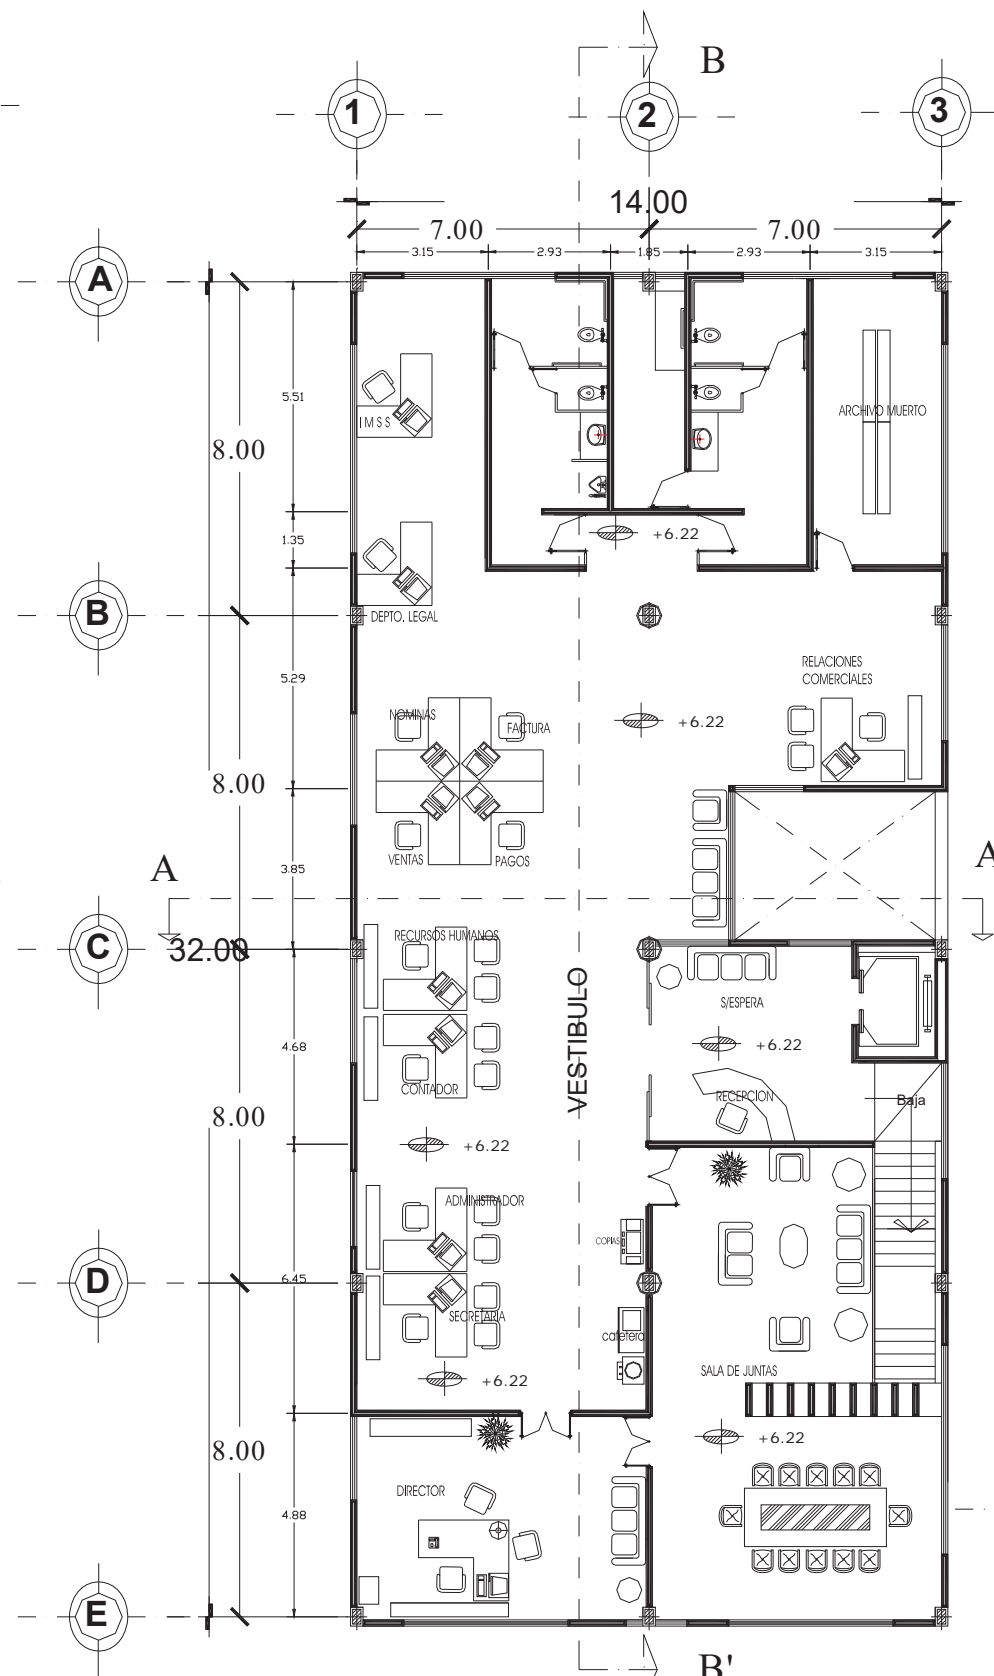 B
1
2
3
14.00
7.00
7.00
3.15
2.93
1.85
2.93
3.15
A
5.51
IMSS
ARCHIVO MUERTO
8.00
1.35
+6.22
B
DEPTO. LEGAL
5.29
RELACIONES
COMERCIALES
NOMINAS
FACTURA
+6.22
8.00
VENTAS
PAGOS
3.85
A
A
C
32.00
RECURSOS HUMANOS
VESTIBULO
S/ESPERA
4.68
+6.22
CONTADOR
RECEPCION
Baja
8.00
+6.22
ADMINISTRADOR
COPIAS
D
6.45
SECRETARIA
cafetera
SALA DE JUNTAS
+6.22
+6.22
8.00
DIRECTOR
4.88
E
B'